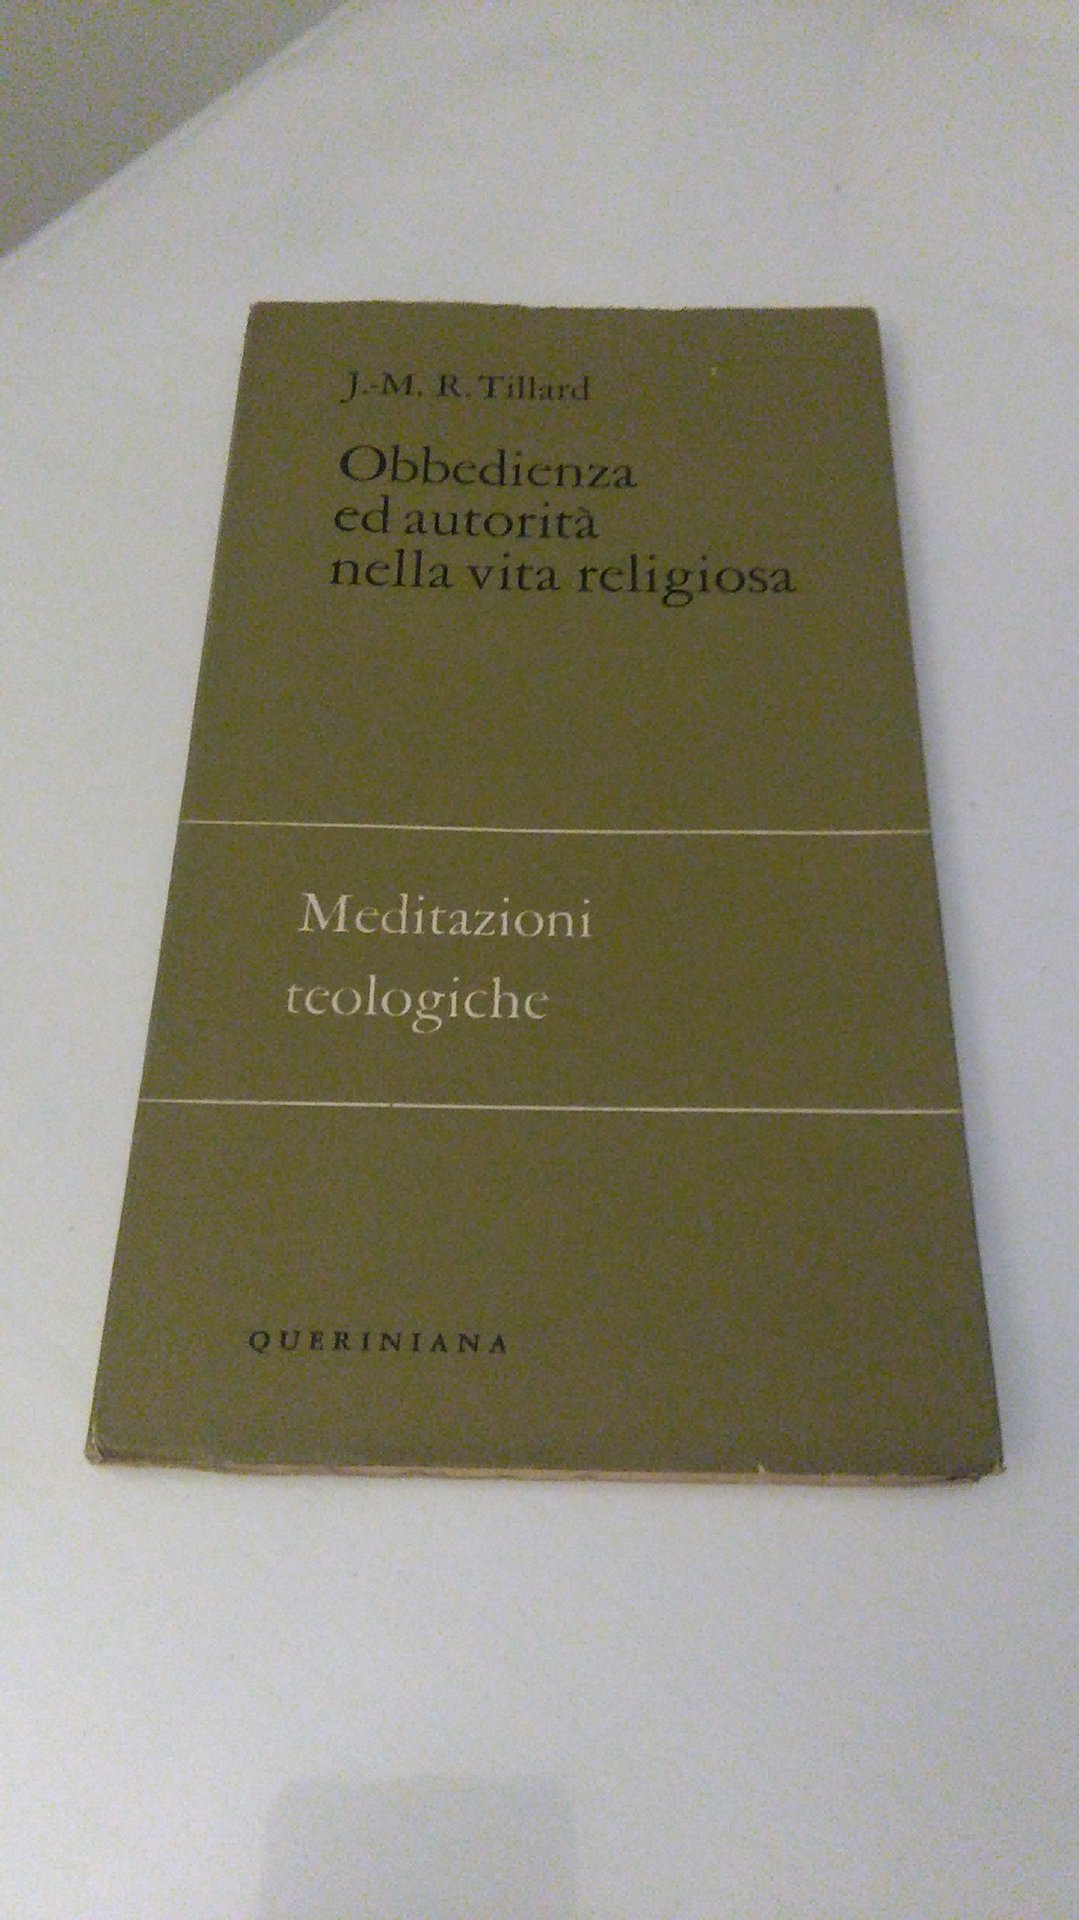 J.-M. R. Tillard
Obbedienza
ed autorità
nella vita religiosa
Meditazioni
teologiche
QUERINIANA